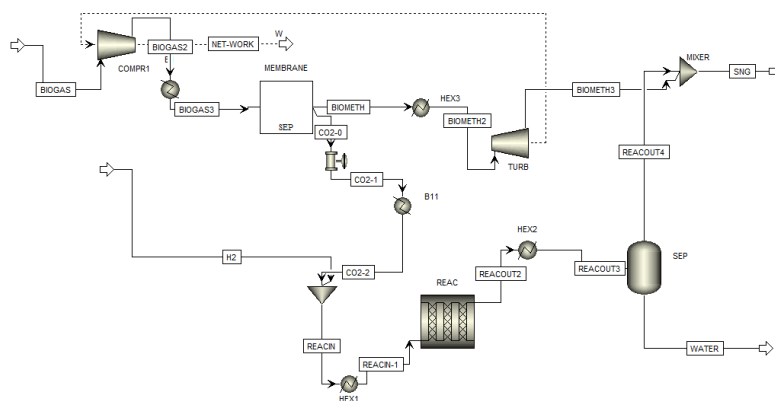 W
MIXER
BIOGAS2
NET-WORK
SNG
COMPR1
MEMBRANE
BIOGAS
HEX3
BIOMETH3
BIOGAS3
BIOMETH
BIOMETH2
SEP
CO2-0
TURB
REACOUT4
CO2-1
B11
HEX2
H2
CO2-2
REAC
REACOUT2
REACOUT3
SEP
REACIN
WATER
REACIN-1
HEX1